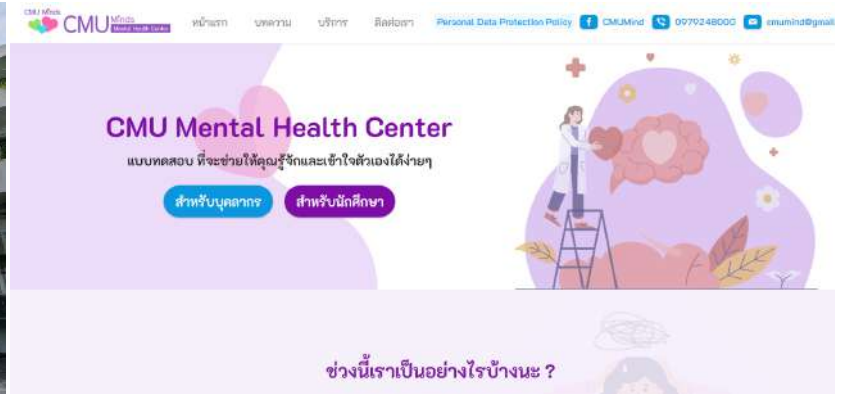 CMU Minds
CMU Minds
Mental Health Center
หน้าแรก
บทความ
บริการ
ติดต่อเรา
Personal Data Protection Policy
CMUMind
0979248000
cmumind@gmail
CMU Mental Health Center
แบบทดสอบ ที่จะช่วยให้คุณรู้จักและเข้าใจตัวเองได้ง่ายๆ
สำหรับบุคลากร
สำหรับนักศึกษา
ช่วงนี้เราเป็นอย่างไรบ้างนะ ?